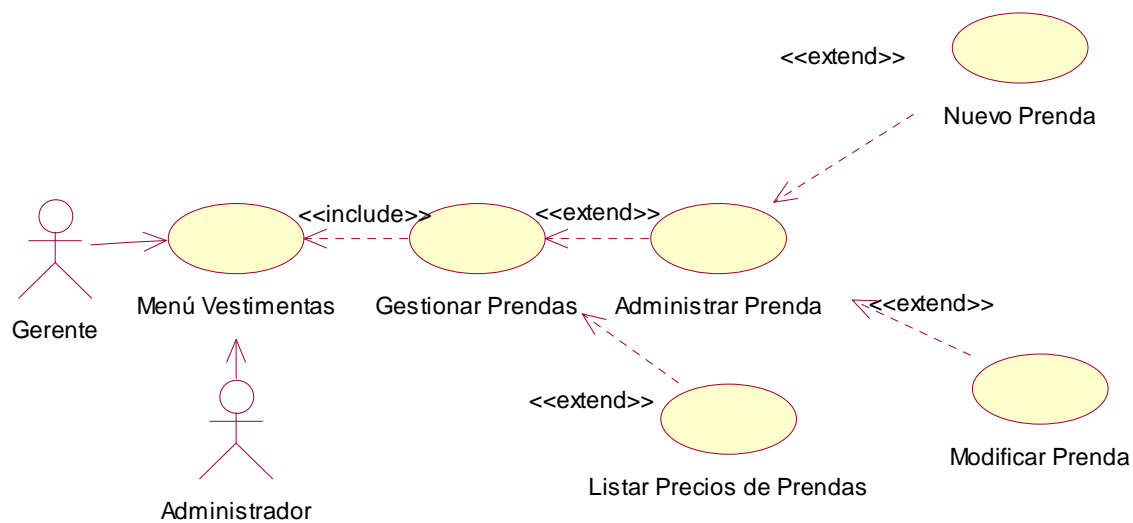 <<extend>>
Nuevo Prenda
<<include>>
<<extend>>
Menú Vestimentas
Gestionar Prendas
Administrar Prenda
<<extend>>
Gerente
<<extend>>
Modificar Prenda
Listar Precios de Prendas
Administrador